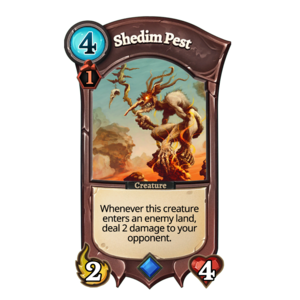 4
Shedim Pest
1
Creature
Whenever this creature
enters an enemy land,
deal 2 damage to your
opponent.
2
4